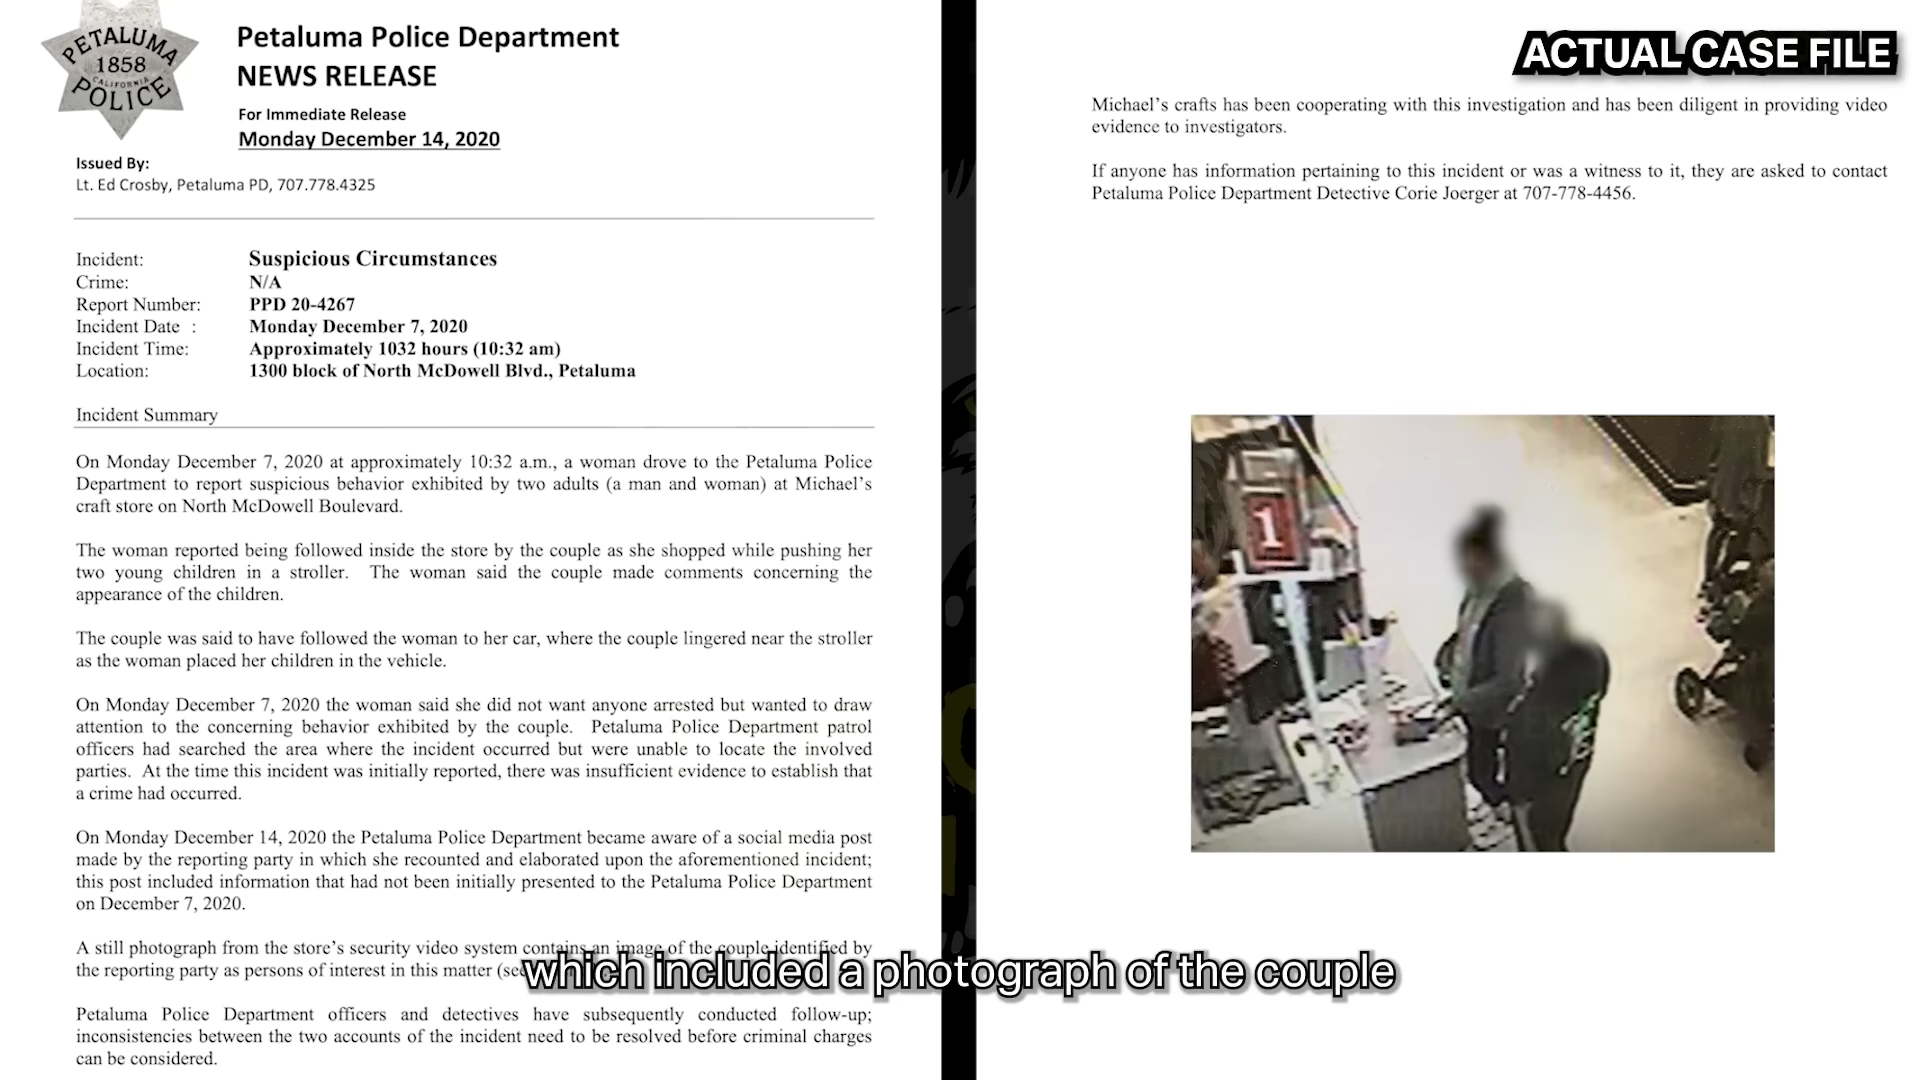 PETALUMA
1858
CALIFORNIA
POLICE
Petaluma Police Department
NEWS RELEASE
For Immediate Release
Monday December 14, 2020
Issued By:
Lt. Ed Crosby, Petaluma PD, 707.778.4325
Incident: Suspicious Circumstances
Crime: N/A
Report Number: PPD 20-4267
Incident Date : Monday December 7, 2020
Incident Time: Approximately 1032 hours (10:32 am)
Location: 1300 block of North McDowell Blvd., Petaluma
Incident Summary
On Monday December 7, 2020 at approximately 10:32 a.m., a woman drove to the Petaluma Police
Department to report suspicious behavior exhibited by two adults (a man and woman) at Michael's
craft store on North McDowell Boulevard.
The woman reported being followed inside the store by the couple as she shopped while pushing her
two young children in a stroller. The woman said the couple made comments concerning the
appearance of the children.
The couple was said to have followed the woman to her car, where the couple lingered near the stroller
as the woman placed her children in the vehicle.
On Monday December 7, 2020 the woman said she did not want anyone arrested but wanted to draw
attention to the concerning behavior exhibited by the couple. Petaluma Police Department patrol
officers had searched the area where the incident occurred but were unable to locate the involved
parties. At the time this incident was initially reported, there was insufficient evidence to establish that
a crime had occurred.
On Monday December 14, 2020 the Petaluma Police Department became aware of a social media post
made by the reporting party in which she recounted and elaborated upon the aforementioned incident;
this post included information that had not been initially presented to the Petaluma Police Department
on December 7, 2020.
A still photograph from the store's security video system contains an image of the couple identified by
the reporting party as persons of interest in this matter
Petaluma Police Department officers and detectives have subsequently conducted follow-up;
inconsistencies between the two accounts of the incident need to be resolved before criminal charges
can be considered.
ACTUAL CASE FILE
Michael's crafts has been cooperating with this investigation and has been diligent in providing video
evidence to investigators.
If anyone has information pertaining to this incident or was a witness to it, they are asked to contact
Petaluma Police Department Detective Corie Joerger at 707-778-4456.
1
which included a photograph of the couple